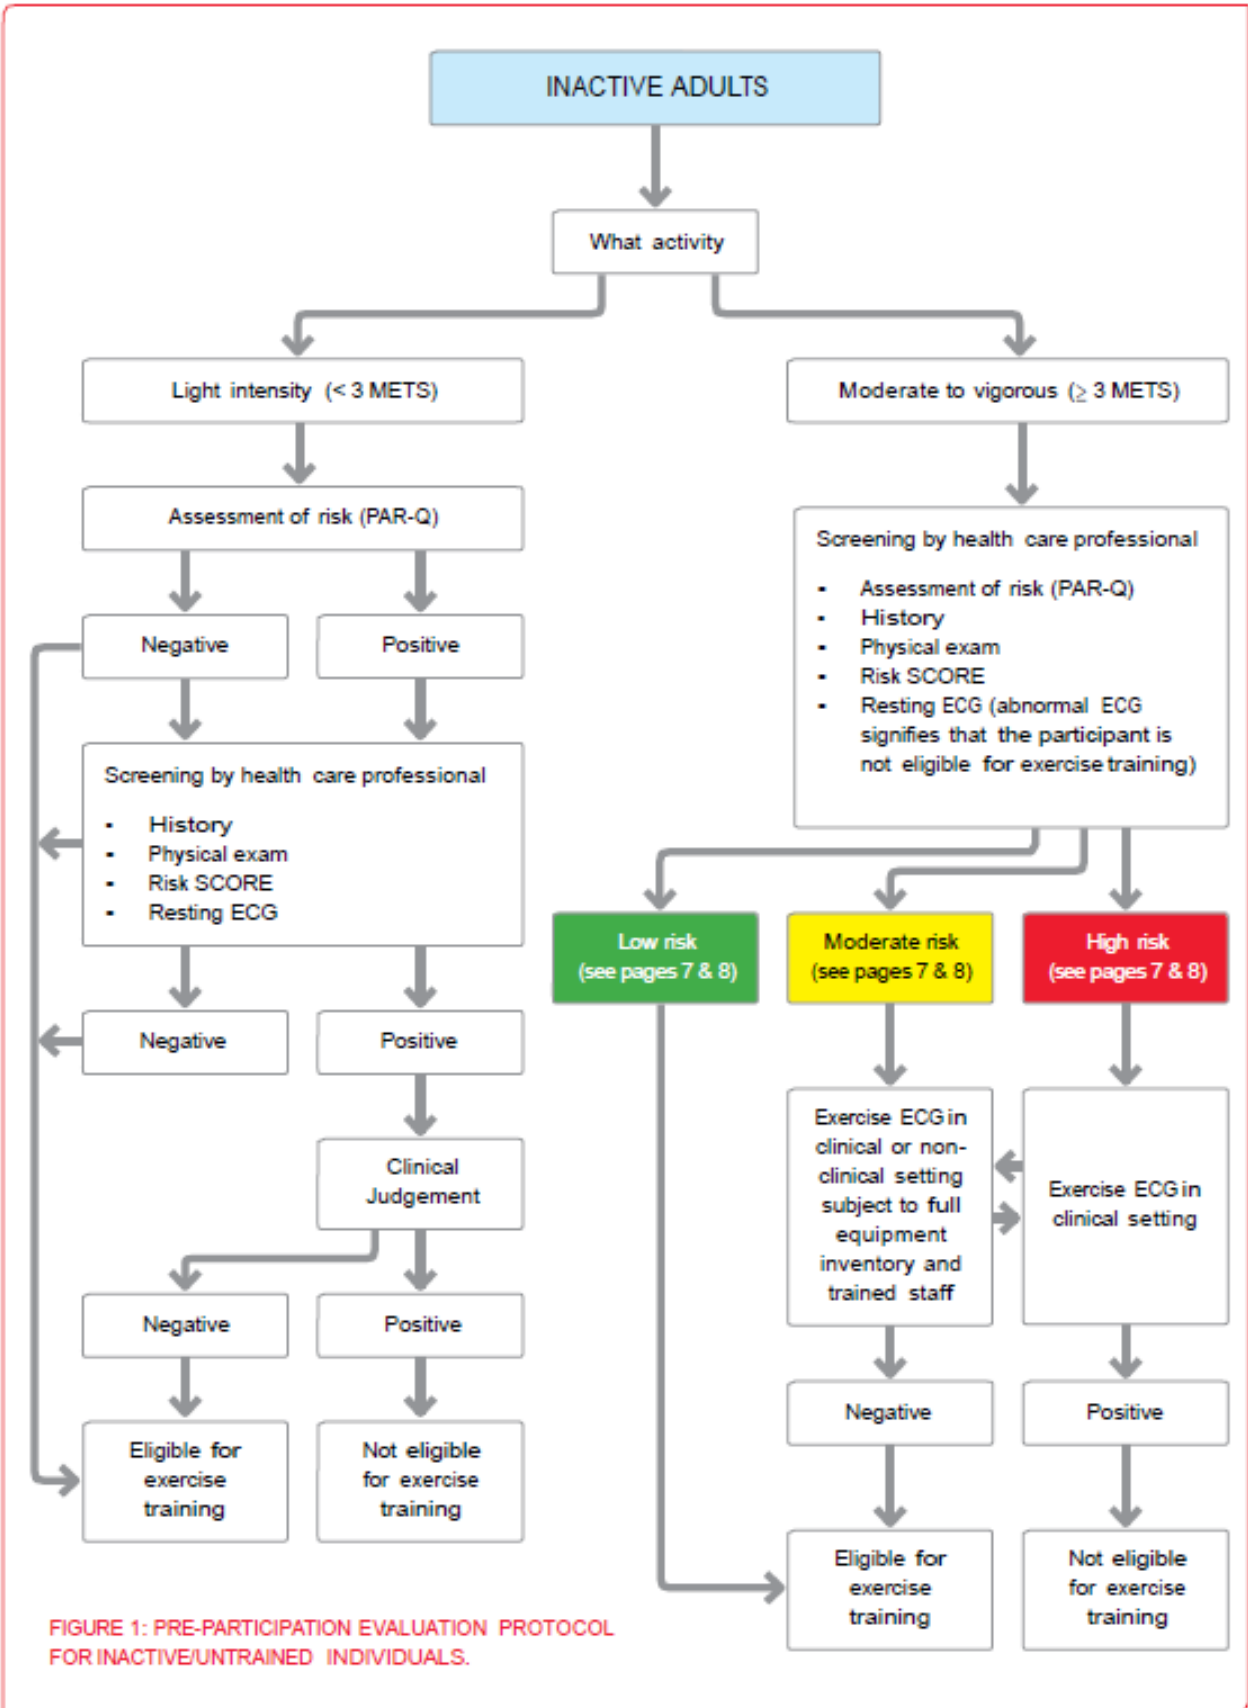 INACTIVE ADULTS
What activity
Light intensity (< 3 METS)
Assessment of risk (PAR-Q)
Negative
Positive
Screening by health care professional
▪ History
▪ Physical exam
▪ Risk SCORE
▪ Resting ECG
Negative
Positive
Clinical
Judgement
Negative
Positive
Eligible for
exercise
training
Not eligible
for exercise
training
Moderate to vigorous (≥ 3 METS)
Screening by health care professional
▪ Assessment of risk (PAR-Q)
▪ History
▪ Physical exam
▪ Risk SCORE
▪ Resting ECG (abnormal ECG
signifies that the participant is
not eligible for exercise training)
Low risk
(see pages 7 & 8)
Moderate risk
(see pages 7 & 8)
High risk
(see pages 7 & 8)
Exercise ECG in
clinical or non-
clinical setting
subject to full
equipment
inventory and
trained staff
Exercise ECG in
clinical setting
Negative
Positive
Eligible for
exercise
training
Not eligible
for exercise
training
FIGURE 1: PRE-PARTICIPATION EVALUATION PROTOCOL
FOR INACTIVE/UNTRAINED INDIVIDUALS.